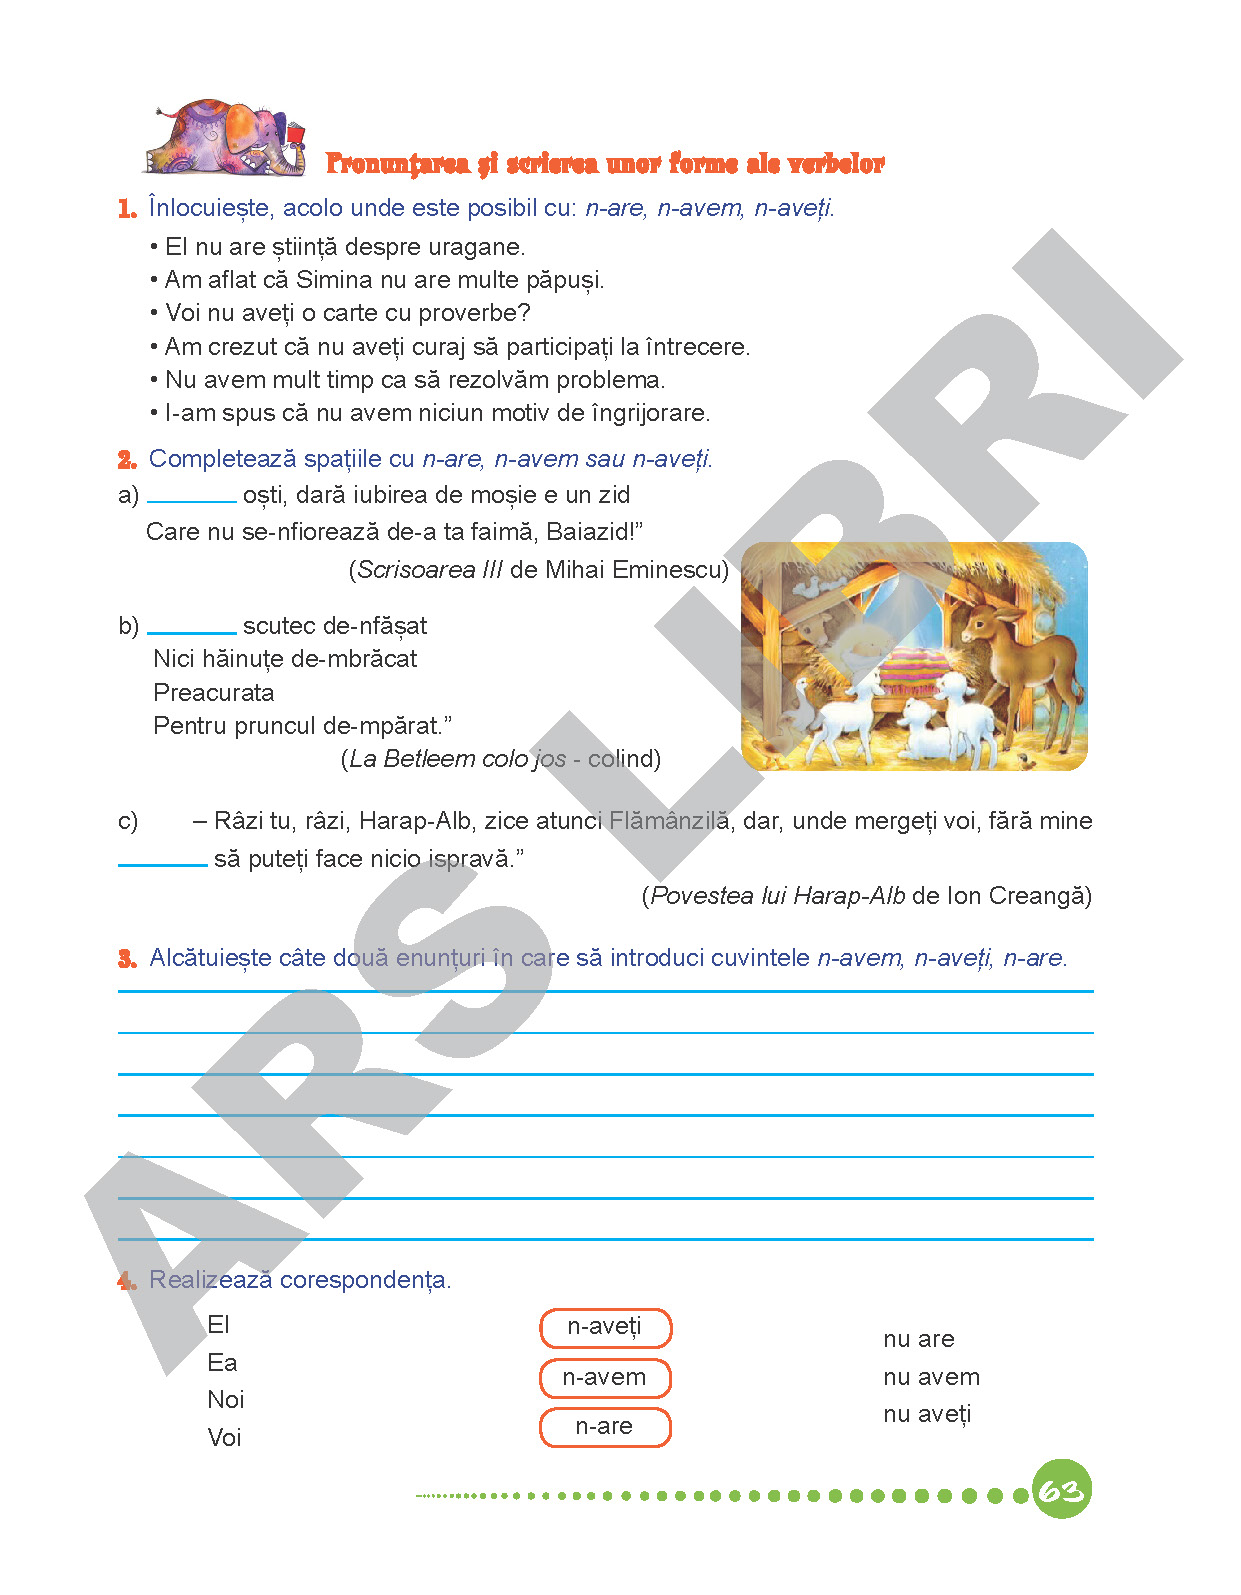 Pronunțarea și scrierea unor forme ale verbelor
1. Înlocuiește, acolo unde este posibil cu: n-are, n-avem, n-aveți.
• El nu are știință despre uragane.
• Am aflat că Simina nu are multe păpuși.
• Voi nu aveți o carte cu proverbe?
• Am crezut că nu aveți curaj să participați la întrecere.
• Nu avem mult timp ca să rezolvăm problema.
• I-am spus că nu avem niciun motiv de îngrijorare.
2. Completează spațiile cu n-are, n-avem sau n-aveți.
a) ______ oști, dară iubirea de moșie e un zid
Care nu se-nfiorează de-a ta faimă, Baiazid!”
(Scrisoarea III de Mihai Eminescu)
b) ______ scutec de-nfășat
Nici hăinuțe de-mbrăcat
Preacurata
Pentru pruncul de-mpărat.”
(La Betleem colo jos - colind)
c) – Râzi tu, râzi, Harap-Alb, zice atunci Flămânzilă, dar, unde mergeți voi, fără mine
______ să puteți face nicio ispravă.”
(Povestea lui Harap-Alb de Ion Creangă)
3. Alcătuiește câte două enunțuri în care să introduci cuvintele n-avem, n-aveți, n-are.
4. Realizează corespondența.
El
Ea
Noi
Voi
n-aveți
n-avem
n-are
nu are
nu avem
nu aveți
63
ARS LIBRI